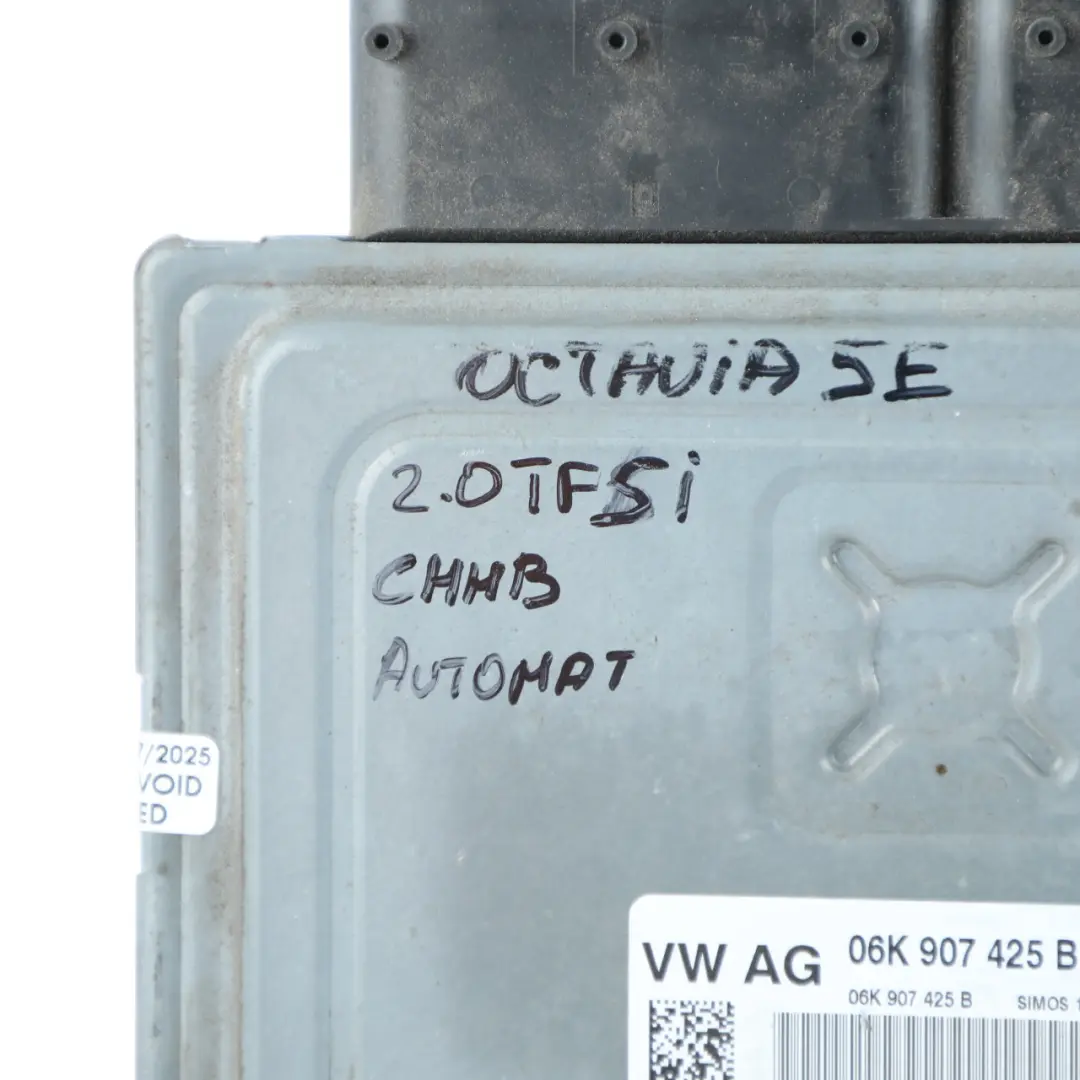 OCTAViA 5E
2.0TFSi
CHHB
AUTOMAT
7/2025
VOID
ED
VW AG 06K 907 425 B
06K 907 425 B SIMOS 1